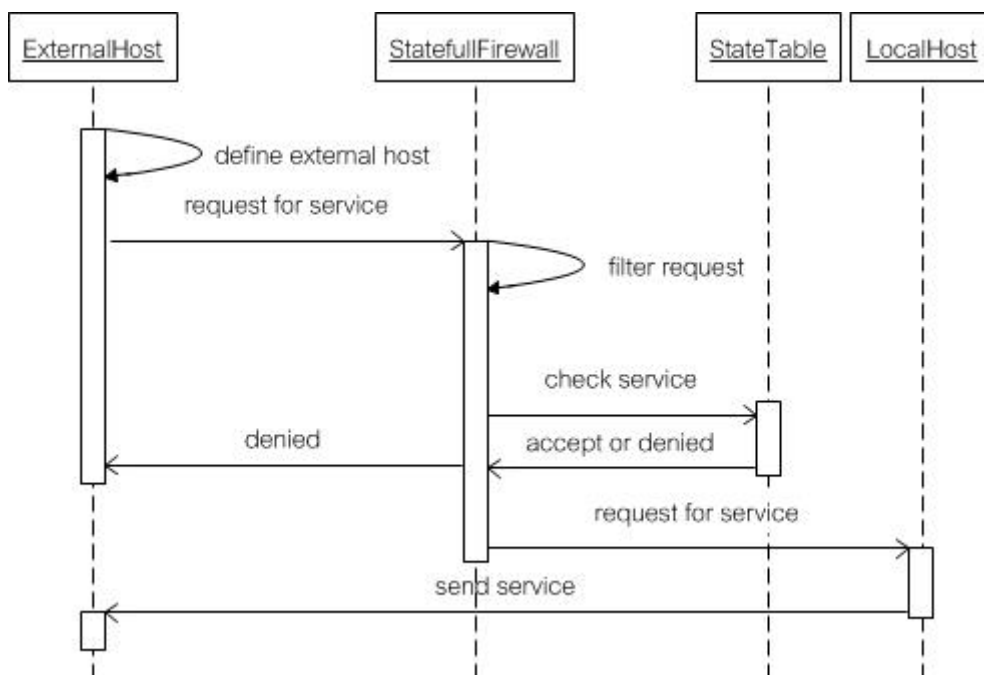 ExternalHost
StatefullFirewall
StateTable
LocalHost
define external host
request for service
filter request
check service
denied
accept or denied
request for service
send service